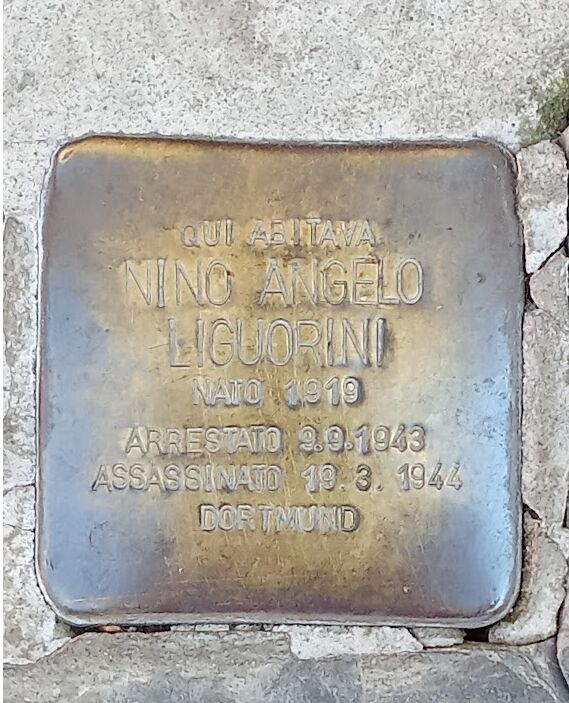 QUI ABITAVA
NINO ANGELO
LIGUORINI
NATO 1919
ARRESTATO 9.9.1943
ASSASSINATO 19.3.1944
DORTMUND